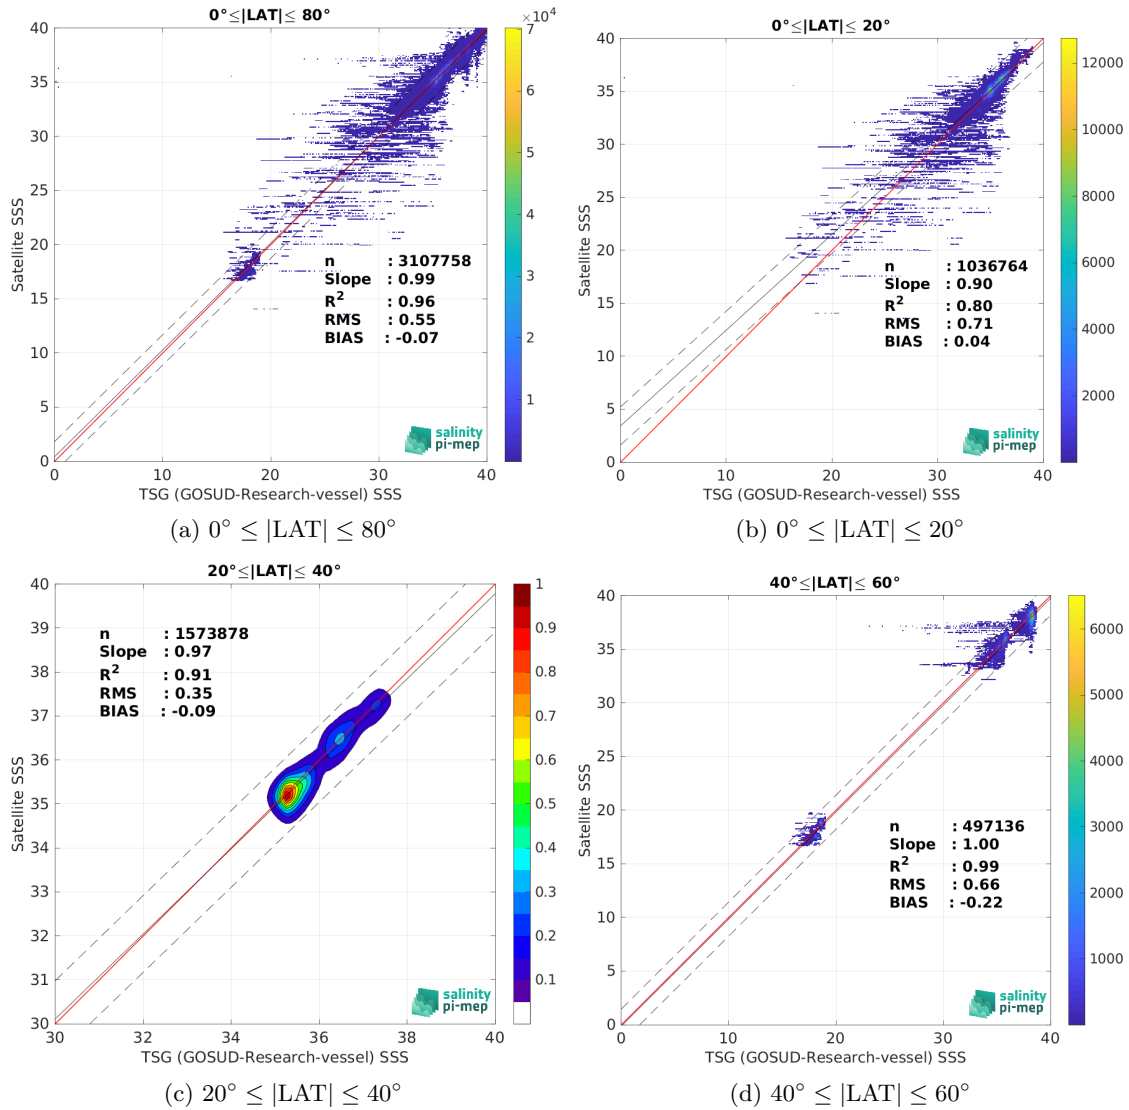 0°≤|LAT|≤ 80°
×10⁴
Satellite SSS
40
35
30
25
20
15
10
5
0
7
6
5
4
3
2
1
n : 3107758
Slope : 0.99
R² : 0.96
RMS : 0.55
BIAS : -0.07
salinity
pi-mep
0 10 20 30 40
TSG (GOSUD-Research-vessel) SSS
(a) 0° ≤ |LAT| ≤ 80°
0°≤|LAT|≤ 20°
Satellite SSS
40
35
30
25
20
15
10
5
0
12000
10000
8000
6000
4000
2000
n : 1036764
Slope : 0.90
R² : 0.80
RMS : 0.71
BIAS : 0.04
salinity
pi-mep
0 10 20 30 40
TSG (GOSUD-Research-vessel) SSS
(b) 0° ≤ |LAT| ≤ 20°
20°≤|LAT|≤ 40°
Satellite SSS
40
39
38
37
36
35
34
33
32
31
30
1
0.9
0.8
0.7
0.6
0.5
0.4
0.3
0.2
0.1
n : 1573878
Slope : 0.97
R² : 0.91
RMS : 0.35
BIAS : -0.09
salinity
pi-mep
30 32 34 36 38 40
TSG (GOSUD-Research-vessel) SSS
(c) 20° ≤ |LAT| ≤ 40°
40°≤|LAT|≤ 60°
Satellite SSS
40
35
30
25
20
15
10
5
0
6000
5000
4000
3000
2000
1000
n : 497136
Slope : 1.00
R² : 0.99
RMS : 0.66
BIAS : -0.22
salinity
pi-mep
0 10 20 30 40
TSG (GOSUD-Research-vessel) SSS
(d) 40° ≤ |LAT| ≤ 60°